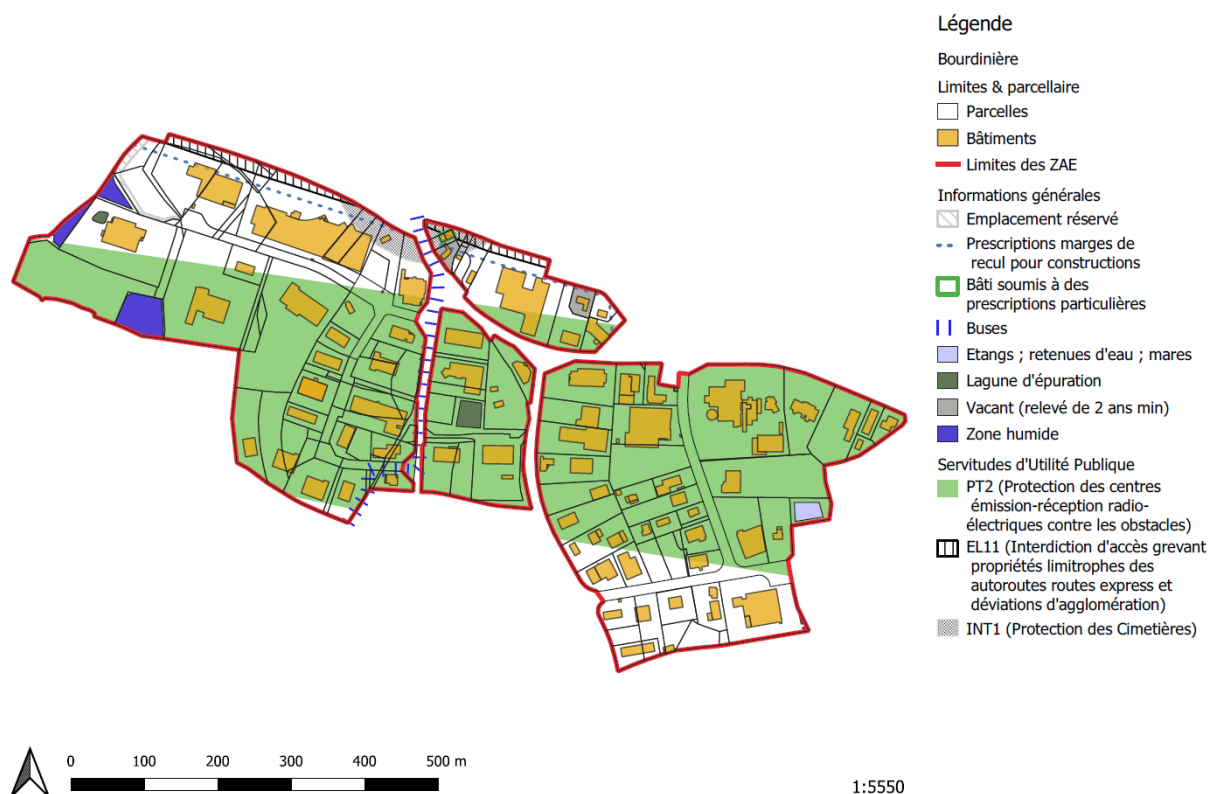 Légende
Bourdinière
Limites & parcellaire
Parcelles
Bâtiments
Limites des ZAE
Informations générales
Emplacement réservé
Prescriptions marges de
recul pour constructions
Bâti soumis à des
prescriptions particulières
Buses
Etangs ; retenues d'eau ; mares
Lagune d'épuration
Vacant (relevé de 2 ans min)
Zone humide
Servitudes d'Utilité Publique
PT2 (Protection des centres
émission-réception radio-
électriques contre les obstacles)
EL11 (Interdiction d'accès grevant
propriétés limitrophes des
autoroutes routes express et
déviations d'agglomération)
INT1 (Protection des Cimetières)
0 100 200 300 400 500 m
1:5550